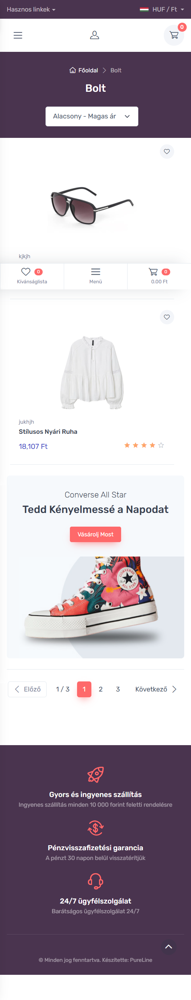 Hasznos linkek
HUF / Ft
0
Főoldal
Bolt
Bolt
Alacsony - Magas ár
kjkjh
0
Kívánságlista
Menü
0
0.00 Ft
jukhjh
Stílusos Nyári Ruha
18,107 Ft
Converse All Star
Tedd Kényelmessé a Napodat
Vásárolj Most
CONVERSE
ALL STAR
Előző
1 / 3
1
2
3
Következő
Gyors és ingyenes szállítás
Ingyenes szállítás minden 10 000 forint feletti rendelésre
Pénzvisszafizetési garancia
A pénzt 30 napon belül visszatérítjük
24/7 ügyfélszolgálat
Barátságos ügyfélszolgálat 24/7
© Minden jog fenntartva. Készítette: PureLine